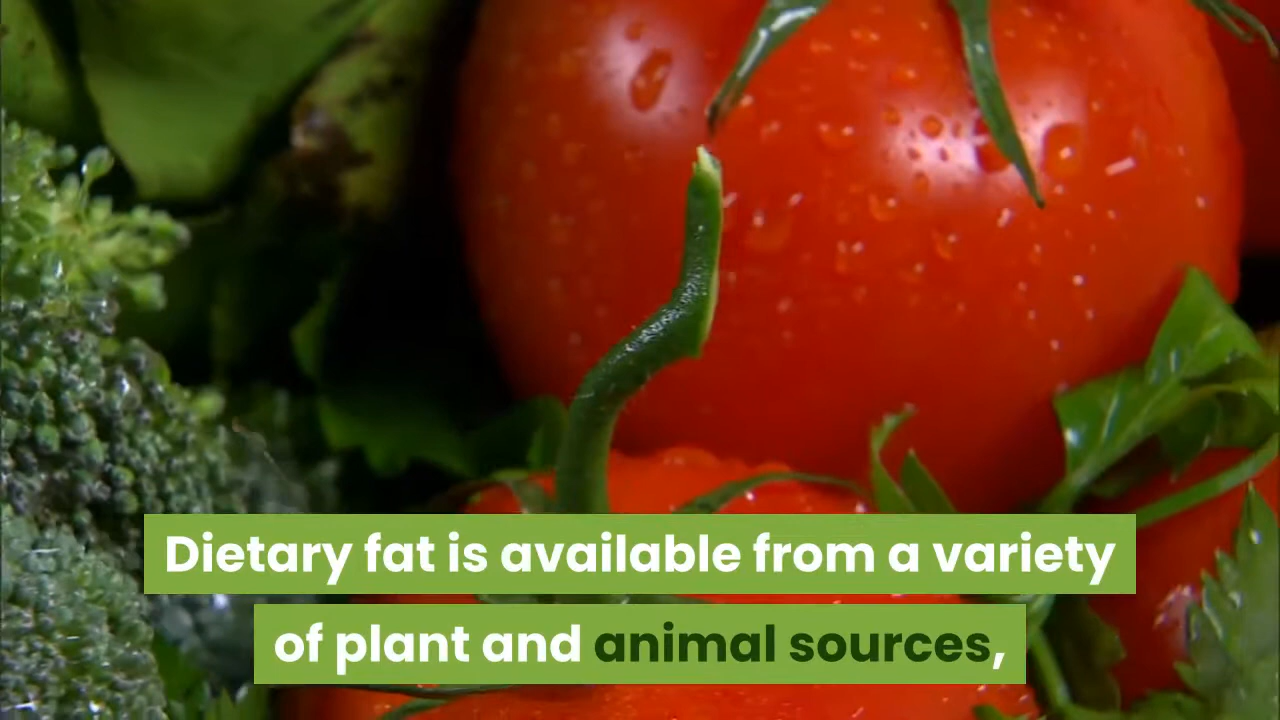 Dietary fat is available from a variety
of plant and animal sources,